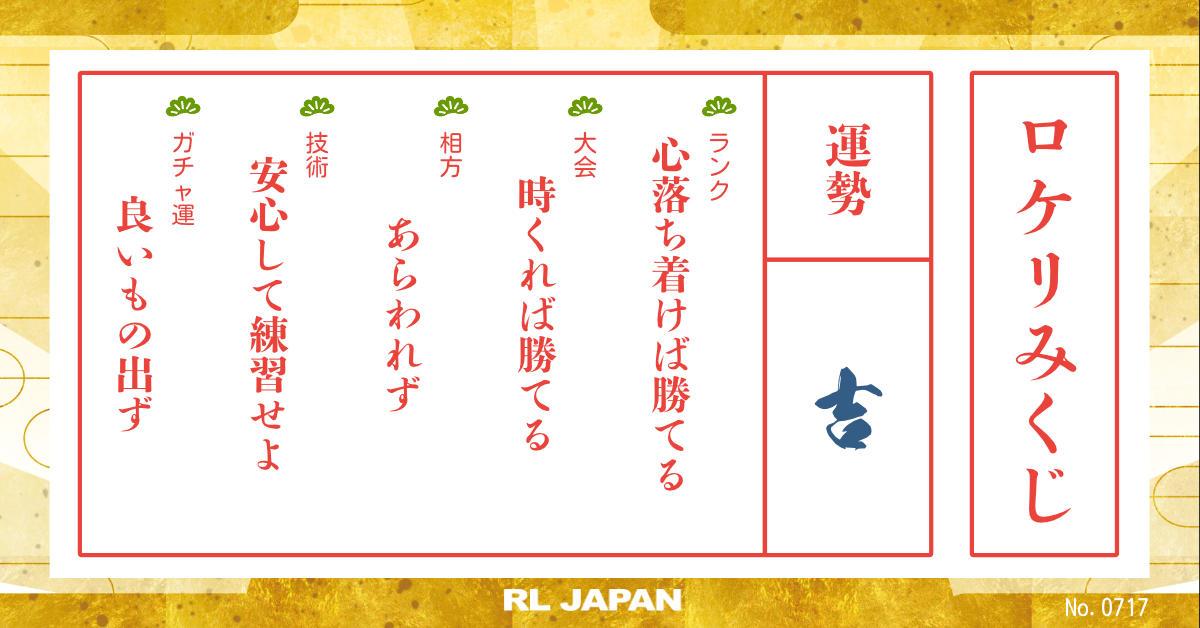 ロケリみくじ
運勢
吉
ランク
心落ち着けば勝てる
大会
時くれば勝てる
相方
あらわれず
技術
安心して練習せよ
ガチャ運
良いもの出ず
RL JAPAN
No. 0717